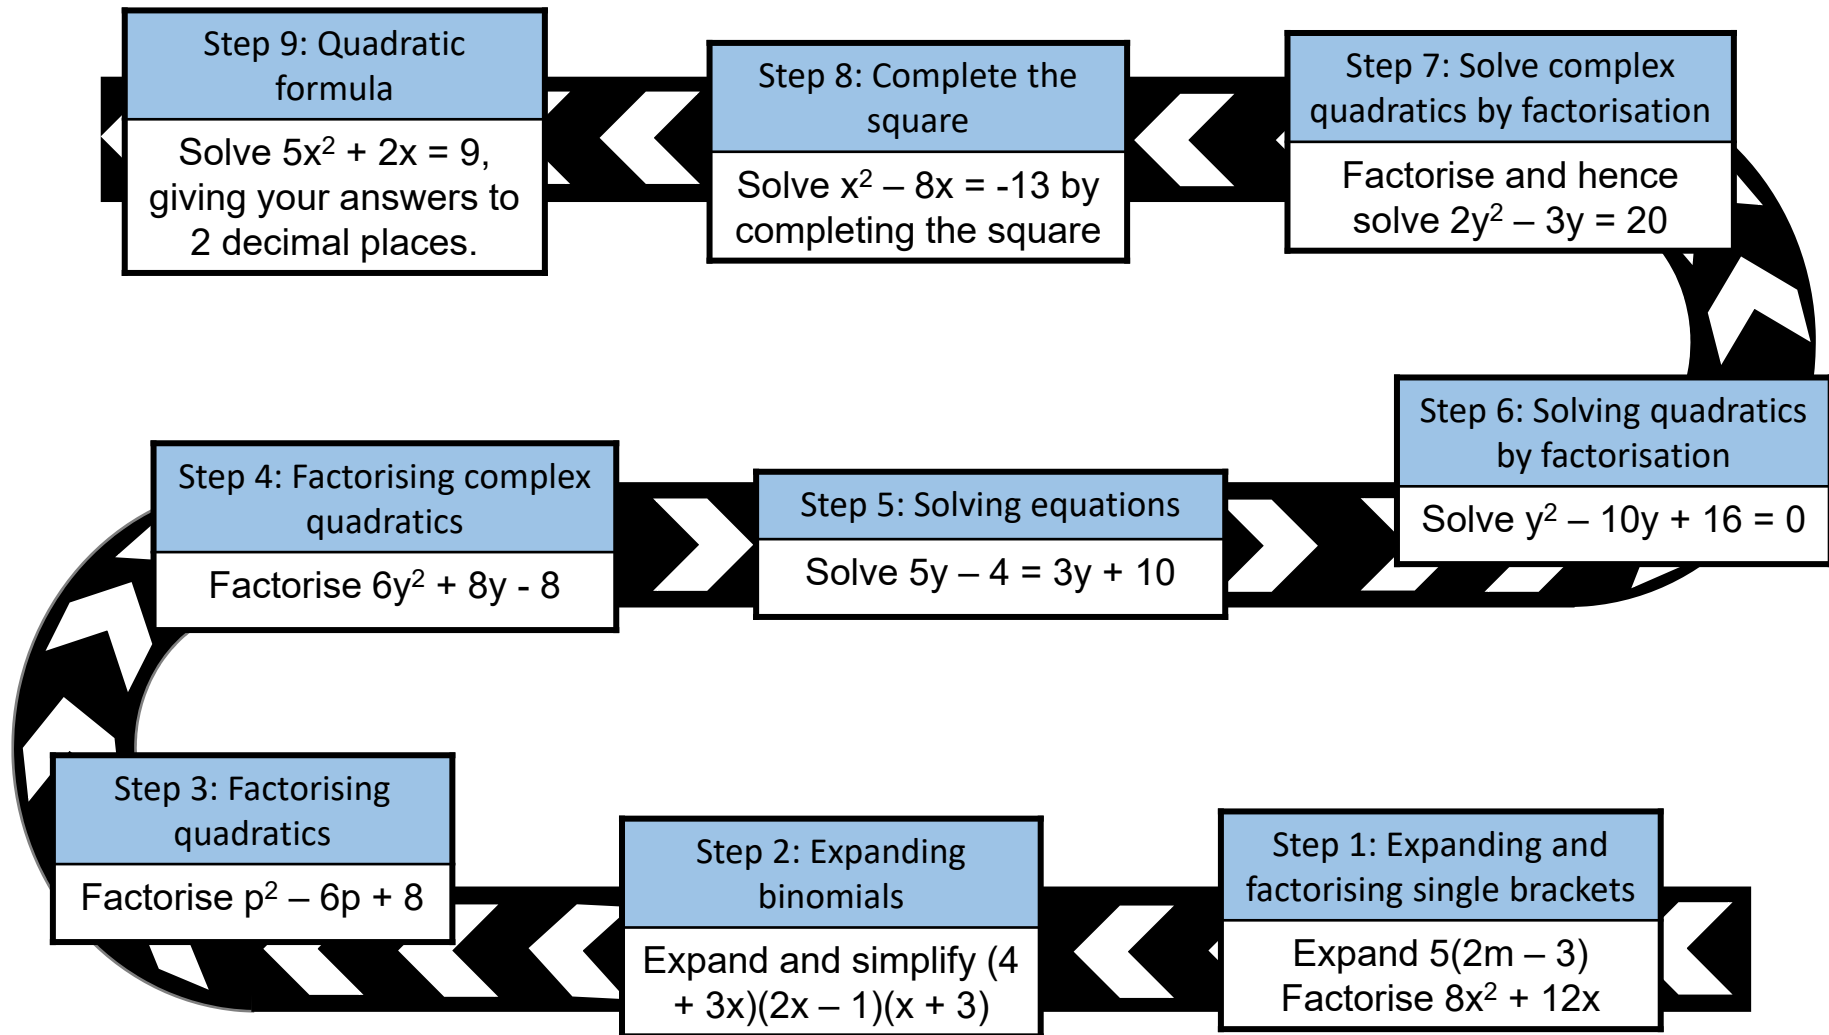 Step 9: Quadratic
formula
Solve 5x² + 2x = 9,
giving your answers to
2 decimal places.
Step 8: Complete the
square
Solve x² – 8x = -13 by
completing the square
Step 7: Solve complex
quadratics by factorisation
Factorise and hence
solve 2y² – 3y = 20
Step 4: Factorising complex
quadratics
Factorise 6y² + 8y - 8
Step 5: Solving equations
Solve 5y – 4 = 3y + 10
Step 6: Solving quadratics
by factorisation
Solve y² – 10y + 16 = 0
Step 3: Factorising
quadratics
Factorise p² – 6p + 8
Step 2: Expanding
binomials
Expand and simplify (4
+ 3x)(2x – 1)(x + 3)
Step 1: Expanding and
factorising single brackets
Expand 5(2m – 3)
Factorise 8x² + 12x